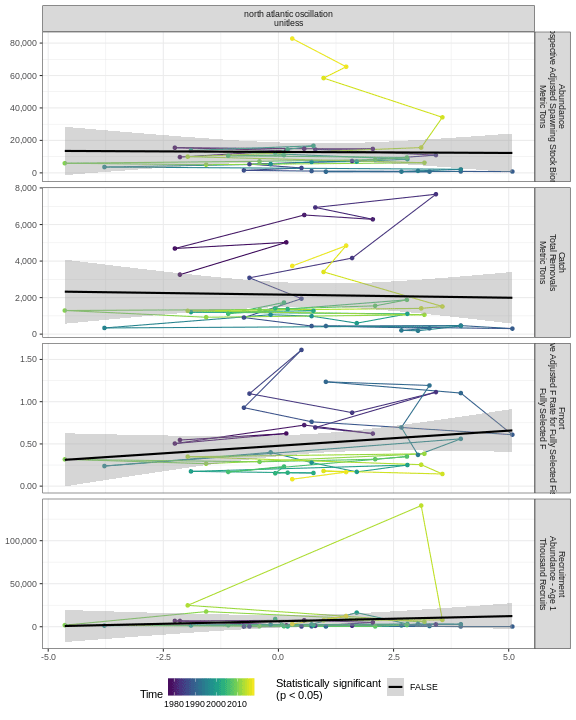 north atlantic oscillation
unitless
80,000
60,000
40,000
20,000
0
Abundance
Adjusted Spawning Stock
Metric Tons
8,000
6,000
4,000
2,000
0
Catch
Total Removals
Metric Tons
1.50
1.00
0.50
0.00
Fmort
Adjusted F Rate for Fully Selected
Fully Selected F
100,000
50,000
0
Recruitment
Abundance - Age 1
Thousand Recruits
-5.0
-2.5
0.0
2.5
5.0
Time
1980 1990 2000 2010
Statistically significant
(p < 0.05)
FALSE